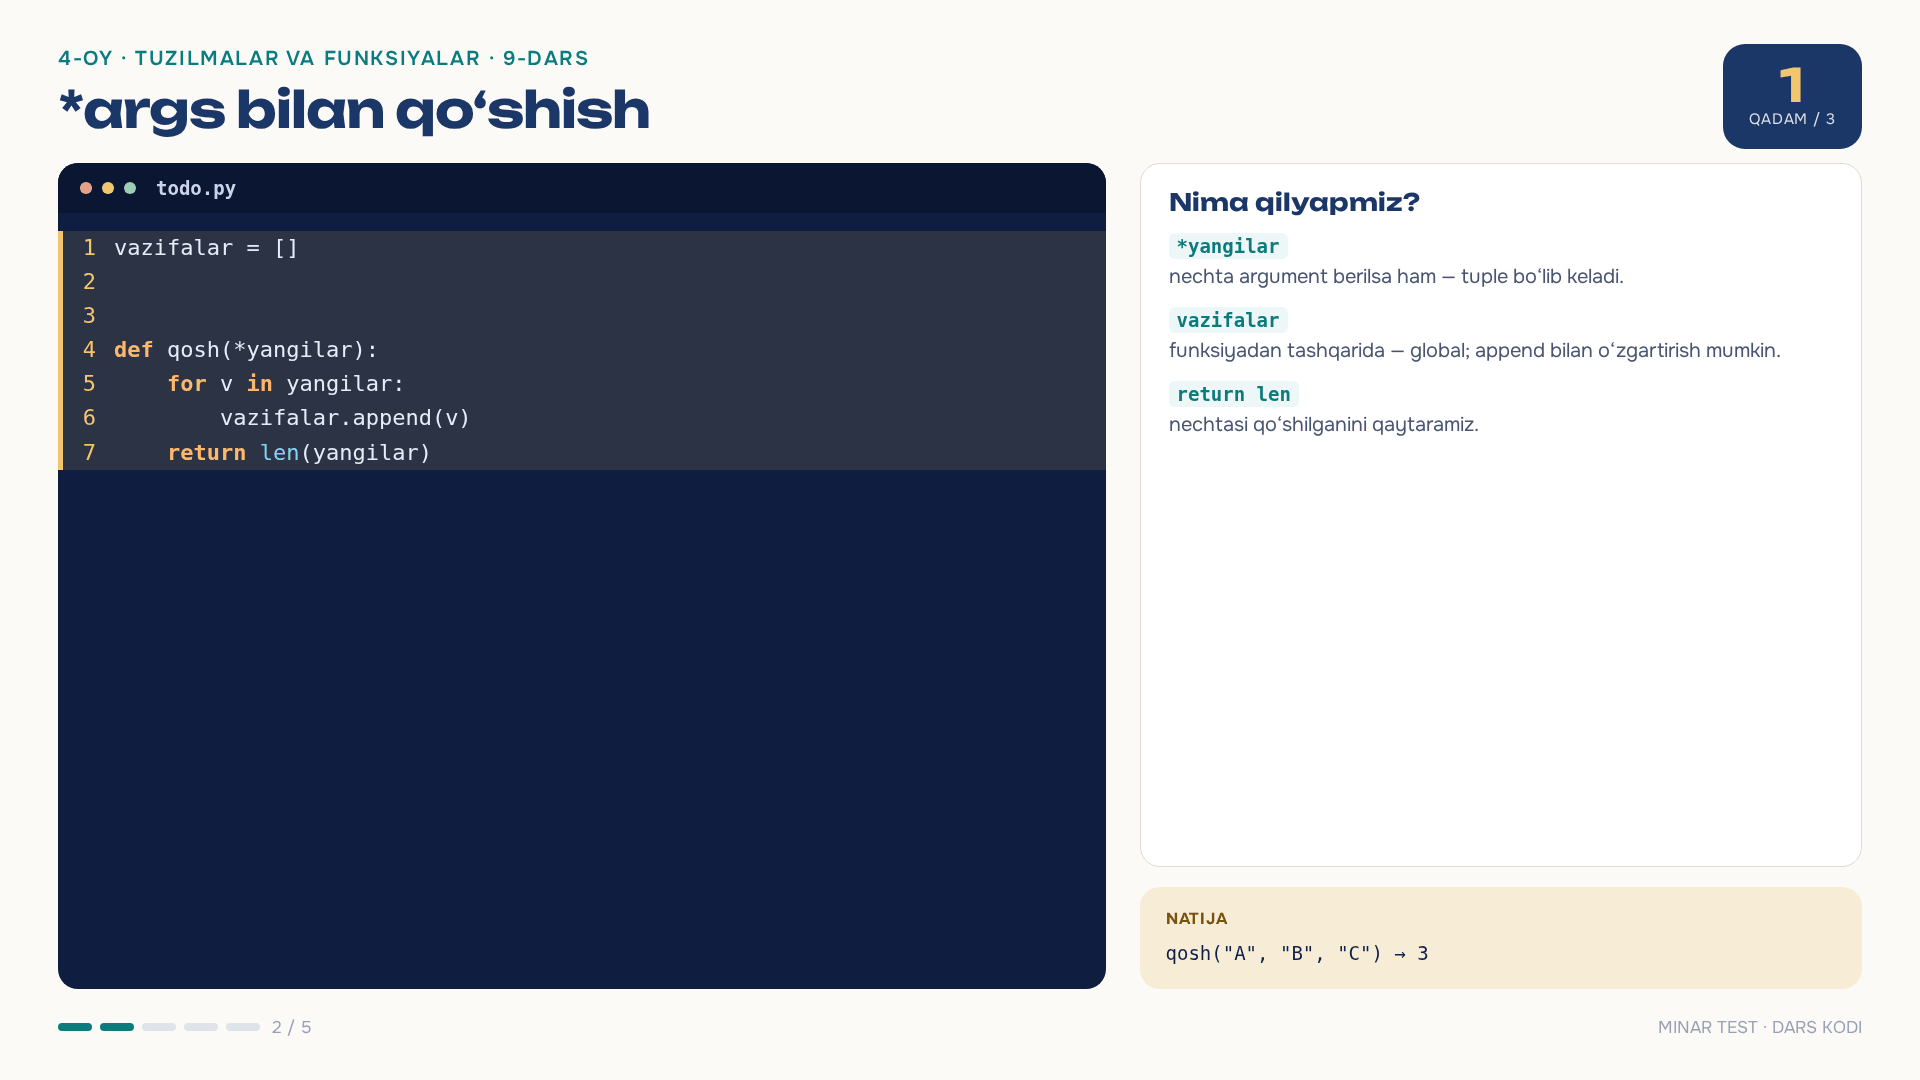 4-OY · TUZILMALAR VA FUNKSIYALAR · 9-DARS
*args bilan qo‘shish
1
QADAM / 3
todo.py
1 vazifalar = []
2
3
4 def qosh(*yangilar):
5     for v in yangilar:
6         vazifalar.append(v)
7     return len(yangilar)
Nima qilyapmiz?
*yangilar
nechta argument berilsa ham — tuple bo‘lib keladi.
vazifalar
funksiyadan tashqarida — global; append bilan o‘zgartirish mumkin.
return len
nechtasi qo‘shilganini qaytaramiz.
NATIJA
qosh("A", "B", "C") → 3
2 / 5
MINAR TEST · DARS KODI